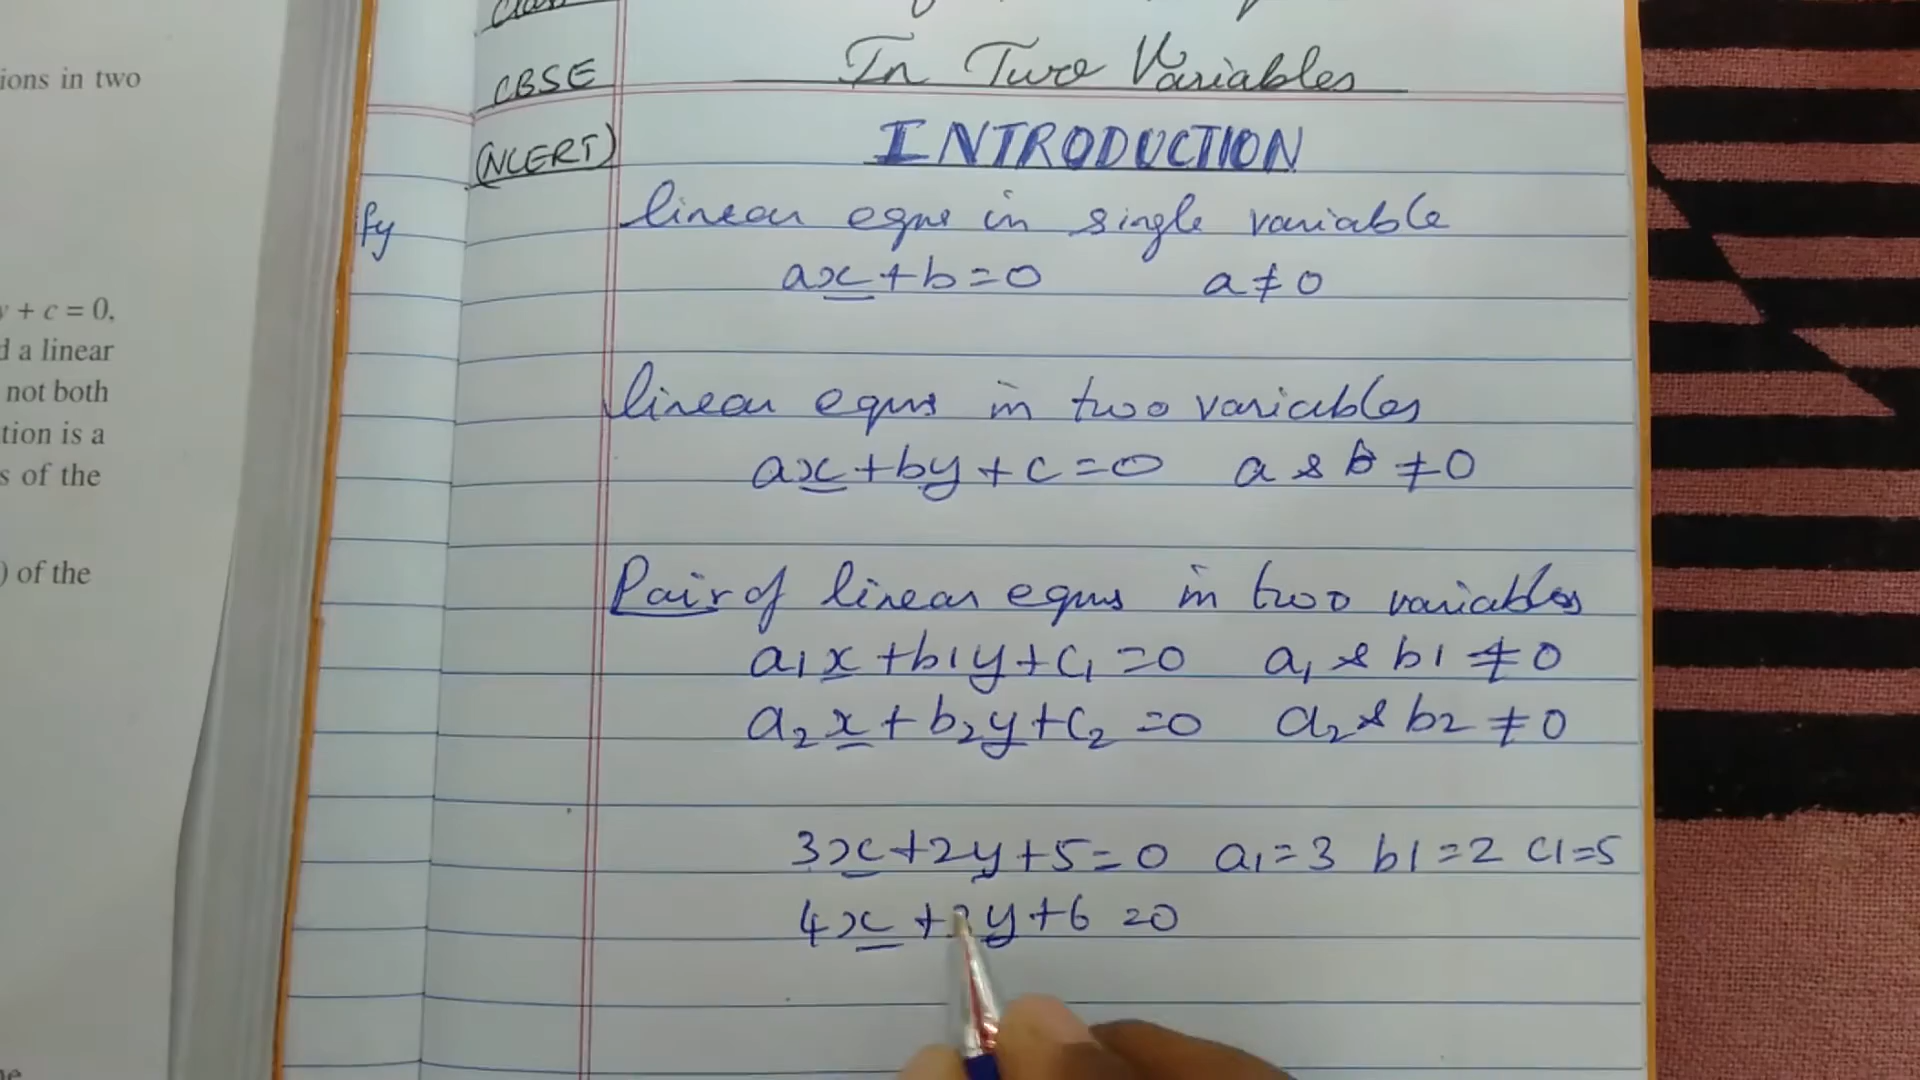 ions in two
+ c = 0,
a linear
not both
tion is a
s of the
) of the
fy
CBSE
(NCERT)
In Two Variables
INTRODUCTION
linear eqns in single variable
ax+b=0 a≠0
linear eqns in two variables
ax+by+c=0 a & b ≠0
Pair of linear equns in two variables
a₁x+b1y+c₁=0 a₁ & b1 ≠0
a₂x+b₂y+c₂=0 a₂ & b2 ≠0
3x+2y+5=0 a₁=3 b1=2 c1=5
4x + y+6=0